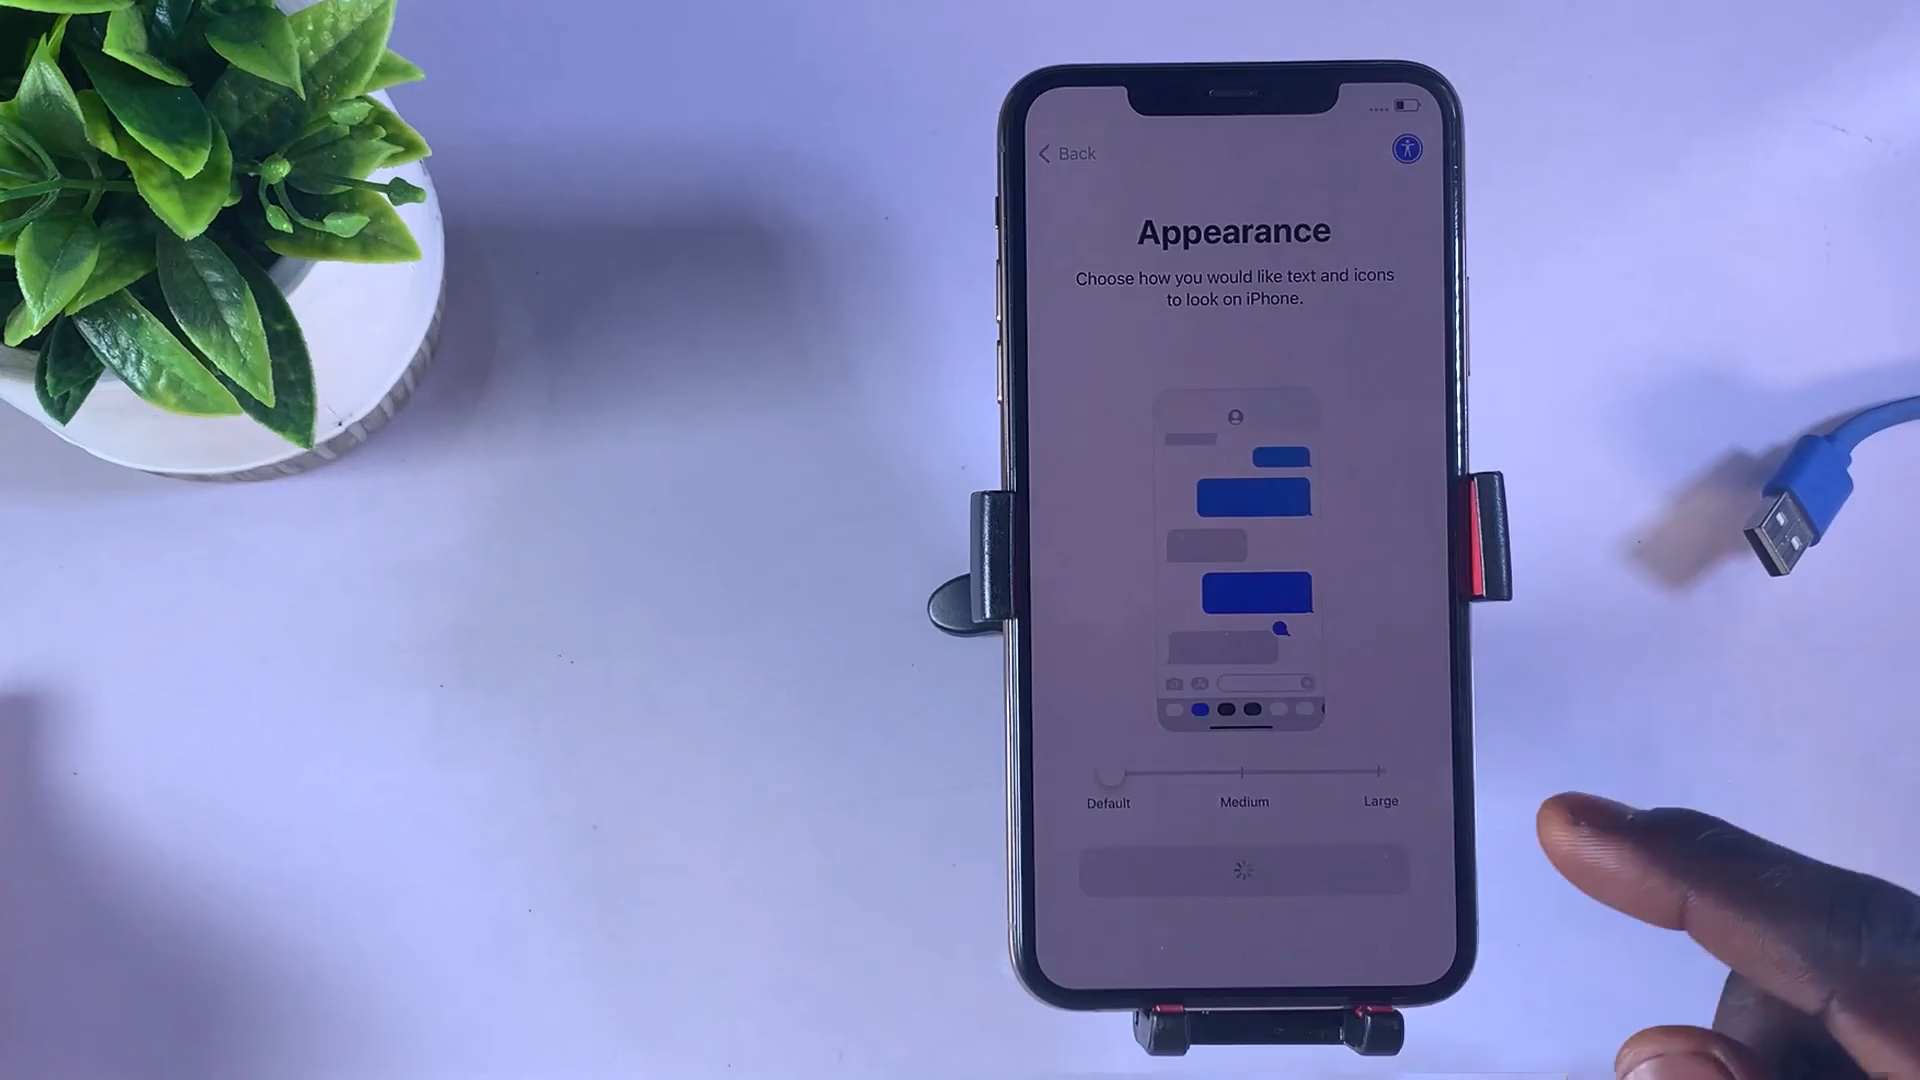 Back
Appearance
Choose how you would like text and icons
to look on iPhone.
Default
Medium
Large